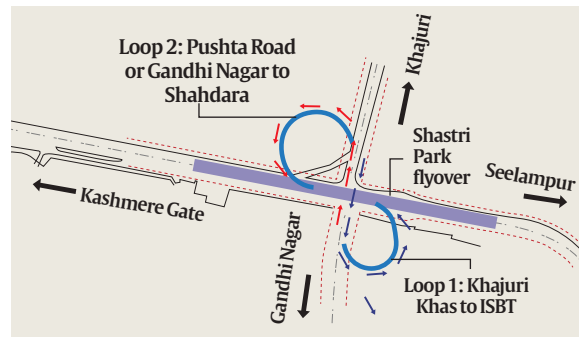 Loop 2: Pushta Road
or Gandhi Nagar to
Shahdara
Khajuri
Shastri
Park
flyover
Seelampur
Kashmere Gate
Gandhi Nagar
Loop 1: Khajuri
Khas to ISBT